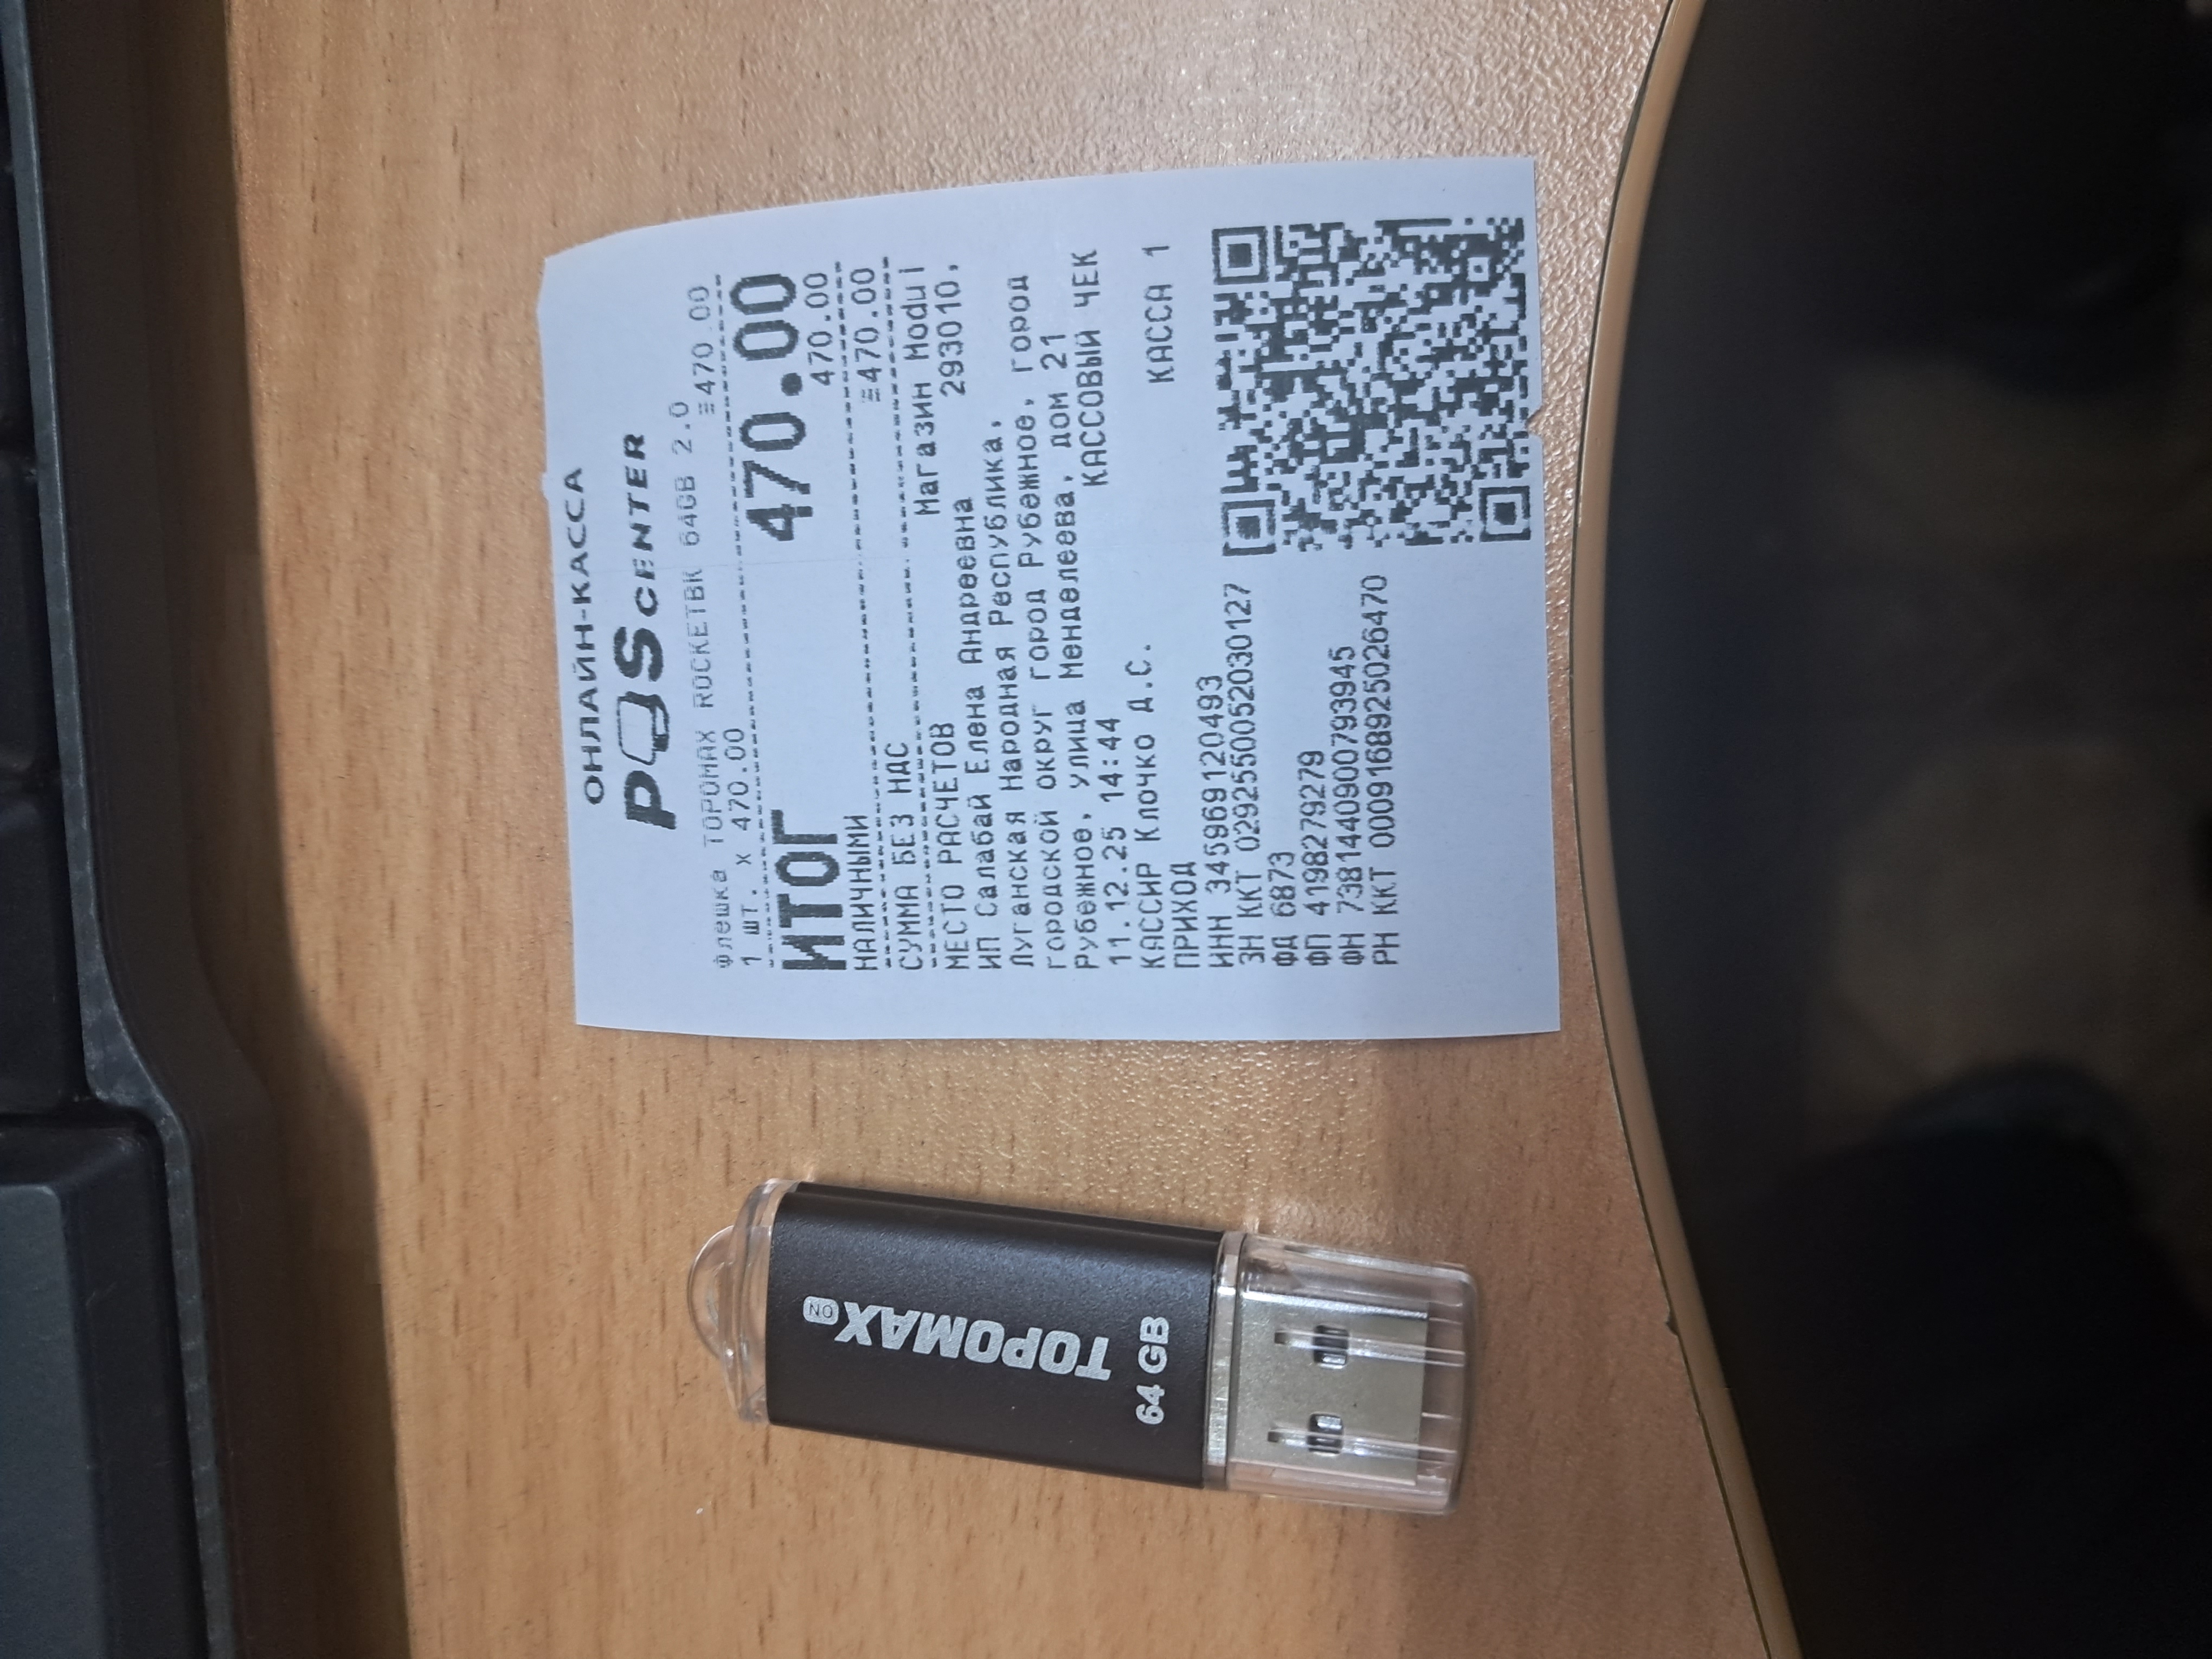 ОНЛАЙН-КАССА
POS CENTER
Флешка TOPOMAX ROCKETBK 64GB 2.0
1 шт. x 470.00 ≡470.00
ИТОГ 470.00
НАЛИЧНЫМИ 470.00
СУММА БЕЗ НДС ≡470.00
МЕСТО РАСЧЕТОВ Магазин Modul
ИП Салабай Елена Андреевна 293010,
Луганская Народная Республика,
городской округ город Рубежное, город
Рубежное, улица Менделеева, дом 21
11.12.25 14:44 КАССОВЫЙ ЧЕК
КАССИР Клочко Д.С.
ПРИХОД КАССА 1
ИНН 345969120493
ЗН ККТ 0292550052030127
ФД 6873
ФП 4198279279
ФН 7381440900793945
РН ККТ 0009168925026470
TOPOMAX NO
64 GB